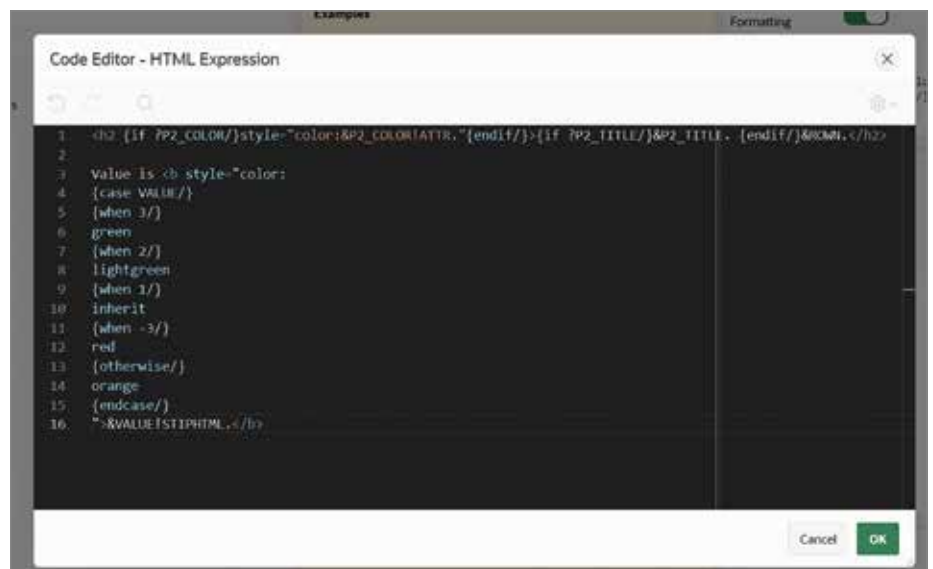 Examples
Formatting
Code Editor - HTML Expression
1 <h2 {if ?P2_COLOR/}style="color:&P2_COLOR!ATTR."{endif/}>{if ?P2_TITLE/}&P2_TITLE. {endif/}&ROWN.</h2>
2
3 Value is <b style="color:
4 {case VALUE/}
5 {when 3/}
6 green
7 {when 2/}
8 lightgreen
9 {when 1/}
10 inherit
11 {when -3/}
12 red
13 {otherwise/}
14 orange
15 {endcase/}
16 ">&VALUE!STIPHTML.</b>
Cancel
OK